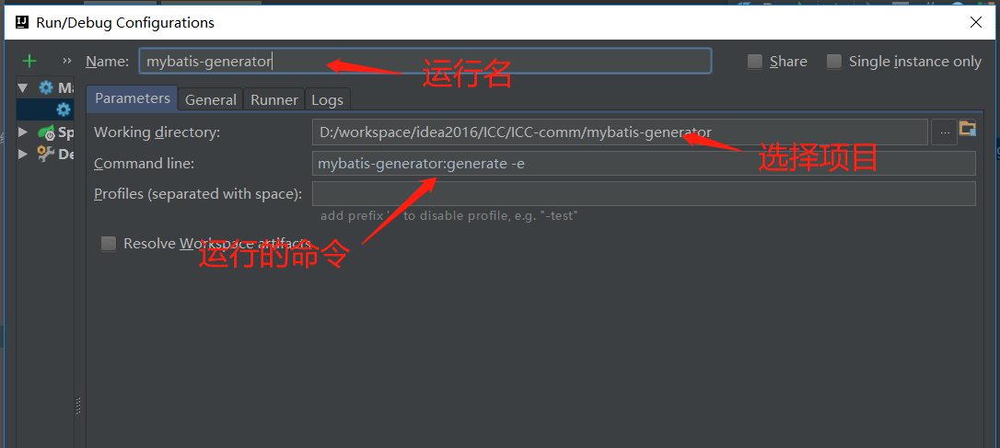 Run/Debug Configurations
Name: mybatis-generator
运行名
Share
Single instance only
Ma
Sp
De
Parameters General Runner Logs
Working directory: D:/workspace/idea2016/ICC/ICC-comm/mybatis-generator ...
选择项目
Command line: mybatis-generator:generate -e
Profiles (separated with space):
add prefix to disable profile, e.g. "-test"
Resolve Workspace artifacts
运行的命令